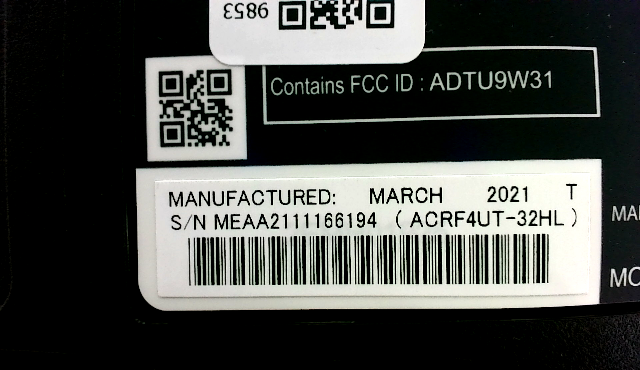 9853
Contains FCC ID : ADTU9W31
MANUFACTURED: MARCH 2021 T
S/N MEAA2111166194 ( ACRF4UT-32HL )